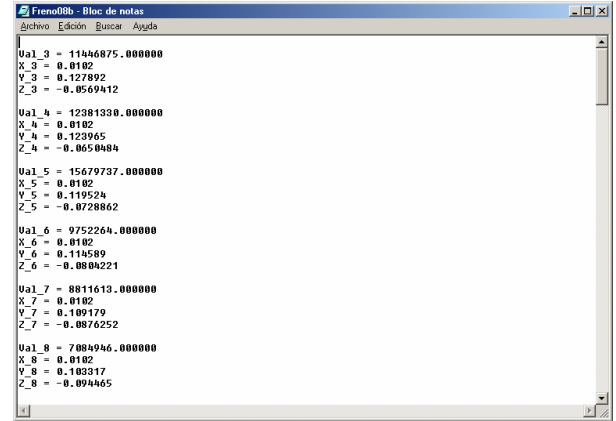 Freno08b - Bloc de notas
Archivo Edición Buscar Ayuda
Val_3 = 11446875.000000
X_3 = 0.0102
Y_3 = 0.127892
Z_3 = -0.0569412
Val_4 = 12381330.000000
X_4 = 0.0102
Y_4 = 0.123965
Z_4 = -0.0650484
Val_5 = 15679737.000000
X_5 = 0.0102
Y_5 = 0.119524
Z_5 = -0.0728862
Val_6 = 9752264.000000
X_6 = 0.0102
Y_6 = 0.114589
Z_6 = -0.0804221
Val_7 = 8811613.000000
X_7 = 0.0102
Y_7 = 0.109179
Z_7 = -0.0876252
Val_8 = 7084946.000000
X_8 = 0.0102
Y_8 = 0.103317
Z_8 = -0.094465